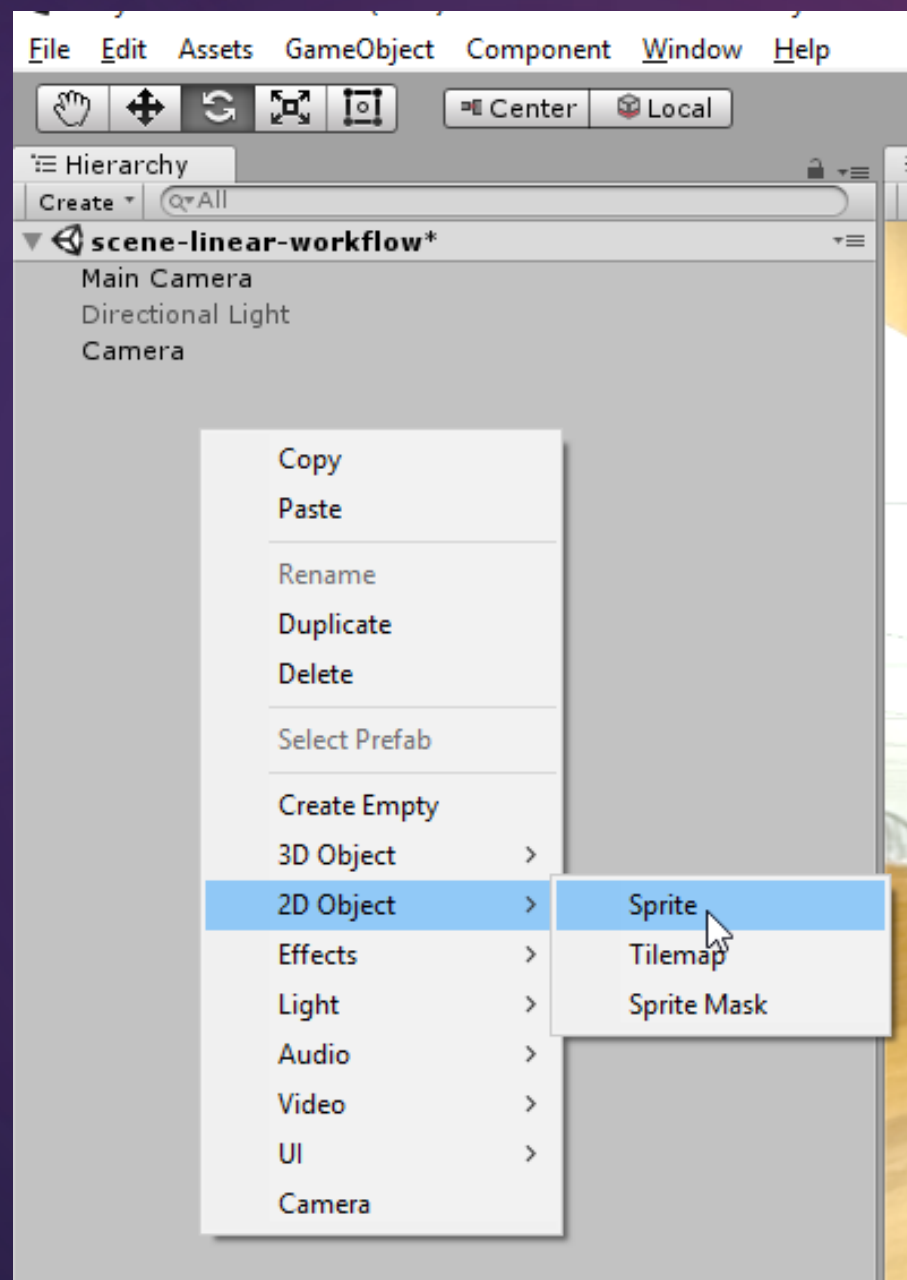 File Edit Assets GameObject Component Window Help
Center Local
Hierarchy
Create All
scene-linear-workflow*
Main Camera
Directional Light
Camera
Copy
Paste
Rename
Duplicate
Delete
Select Prefab
Create Empty
3D Object
2D Object
Sprite
Effects
Tilemap
Light
Sprite Mask
Audio
Video
UI
Camera